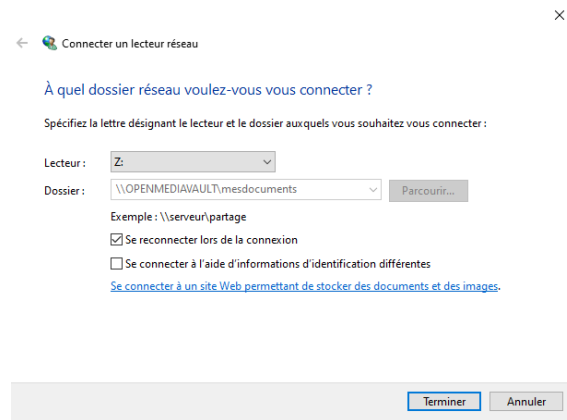 Connecter un lecteur réseau
À quel dossier réseau voulez-vous vous connecter ?
Spécifiez la lettre désignant le lecteur et le dossier auxquels vous souhaitez vous connecter :
Lecteur : Z:
Dossier : \\OPENMEDIAVAULT\mesdocuments Parcourir...
Exemple : \\serveur\partage
Se reconnecter lors de la connexion
Se connecter à l'aide d'informations d'identification différentes
Se connecter à un site Web permettant de stocker des documents et des images.
Terminer Annuler